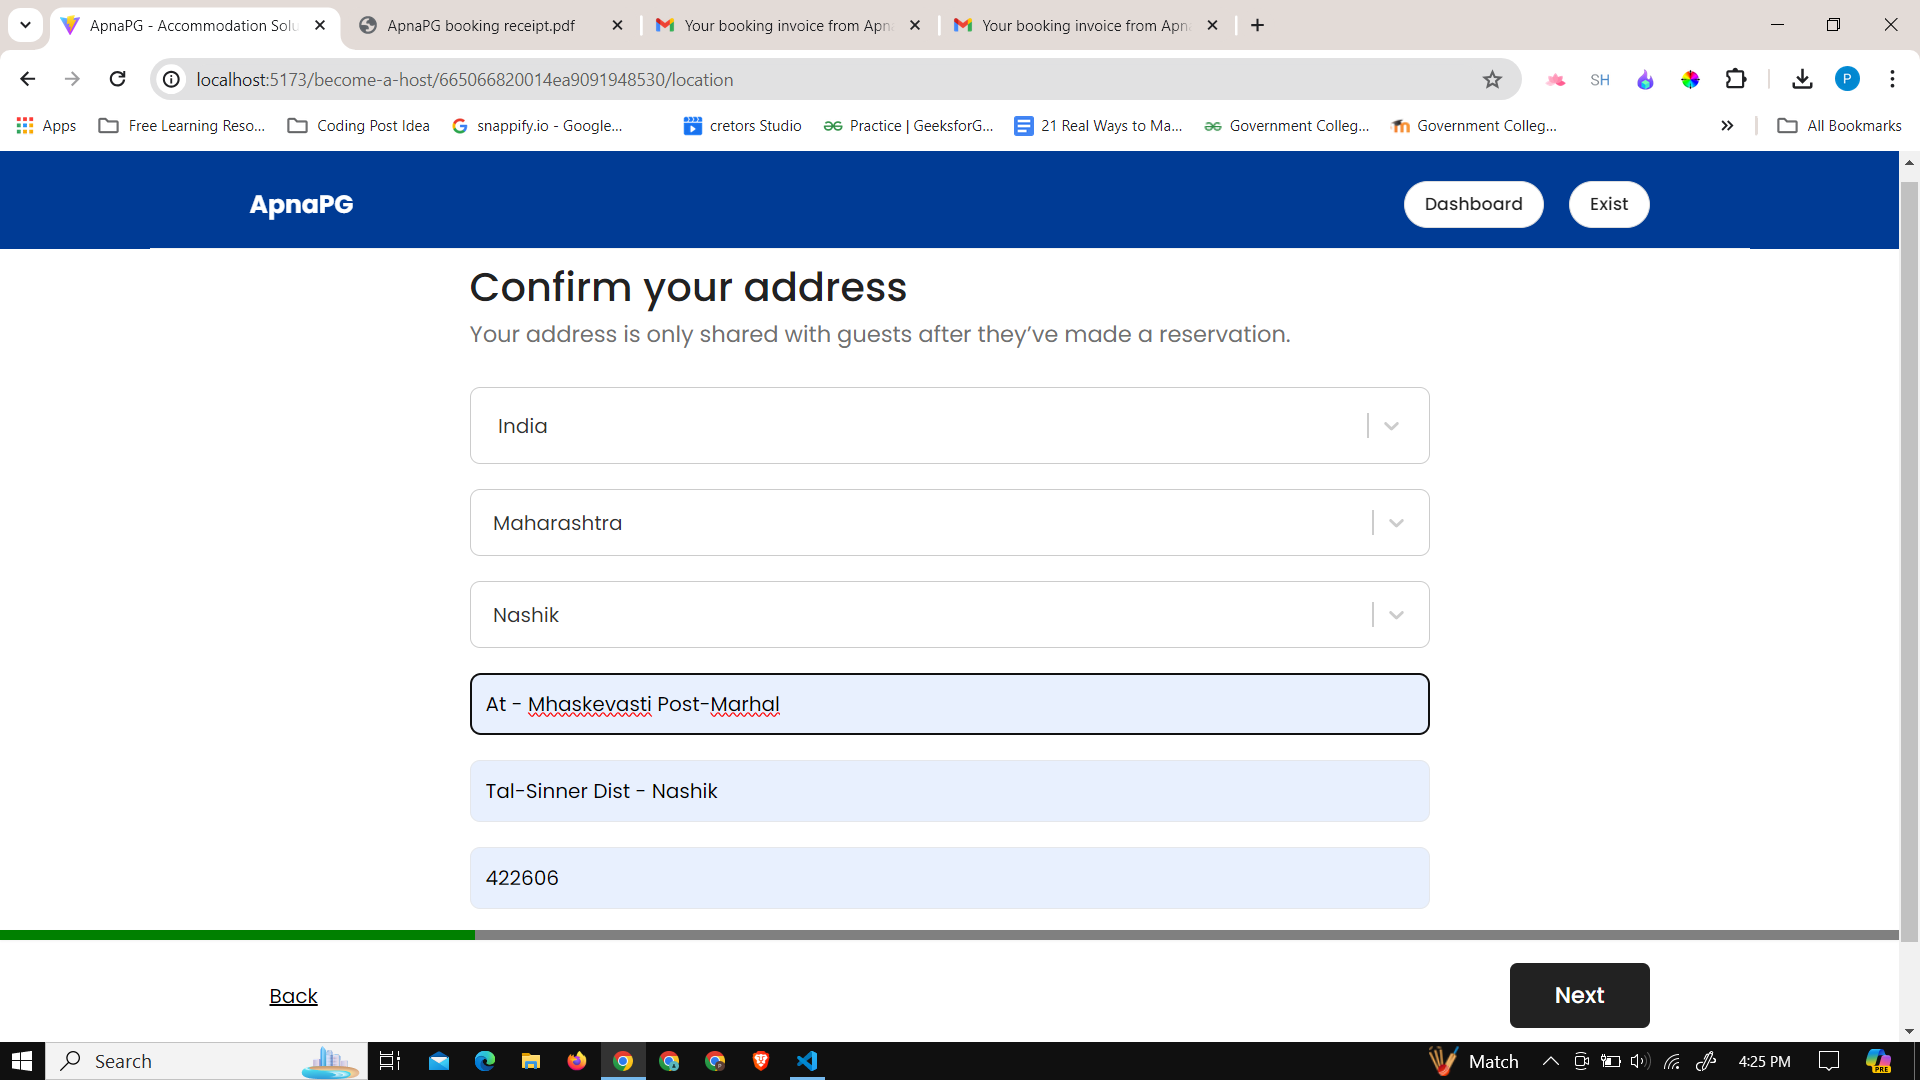 ApnaPG - Accommodation Solu
ApnaPG booking receipt.pdf
Your booking invoice from Apn
Your booking invoice from Apn
localhost:5173/become-a-host/665066820014ea9091948530/location
SH
P
Apps
Free Learning Reso...
Coding Post Idea
snappify.io - Google...
cretors Studio
Practice | GeeksforG...
21 Real Ways to Ma...
Government Colleg...
Government Colleg...
All Bookmarks
ApnaPG
Dashboard
Exist
Confirm your address
Your address is only shared with guests after they’ve made a reservation.
India
Maharashtra
Nashik
At - Mhaskevasti Post-Marhal
Tal-Sinner Dist - Nashik
422606
Back
Next
Search
Match
4:25 PM
PRE